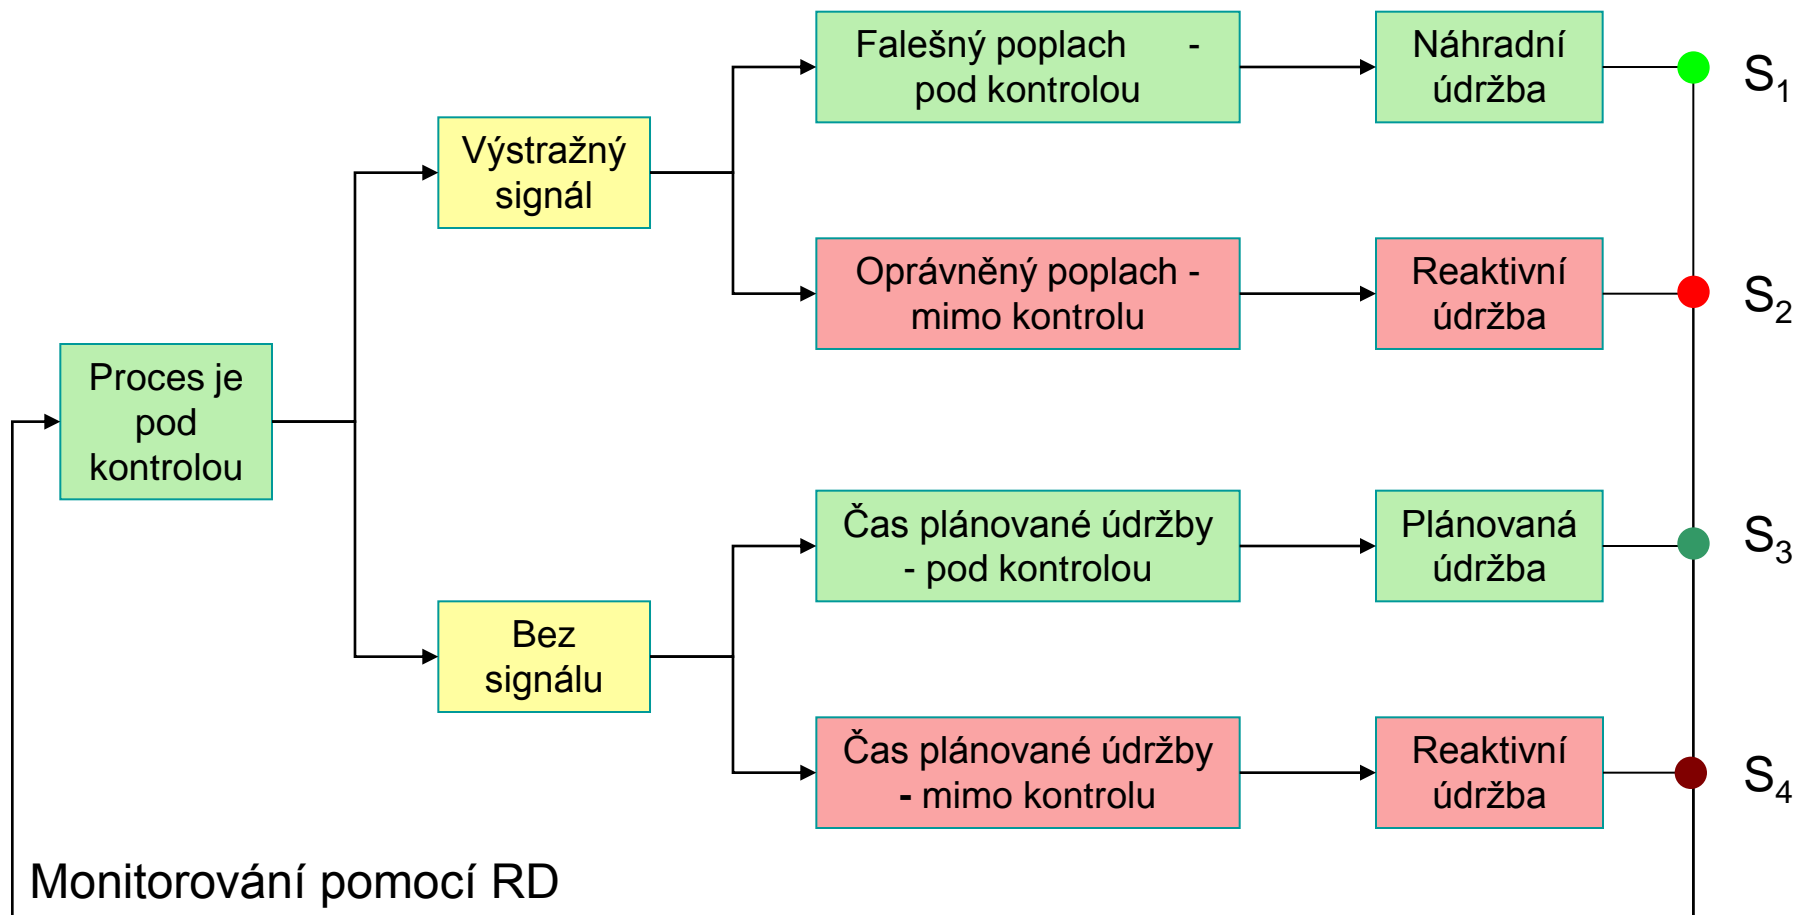 Falešný poplach -
pod kontrolou
Náhradní
údržba
S₁
Výstražný
signál
Oprávněný poplach -
mimo kontrolu
Reaktivní
údržba
S₂
Proces je
pod
kontrolou
Čas plánované údržby
- pod kontrolou
Plánovaná
údržba
S₃
Bez
signálu
Čas plánované údržby
- mimo kontrolu
Reaktivní
údržba
S₄
Monitorování pomocí RD